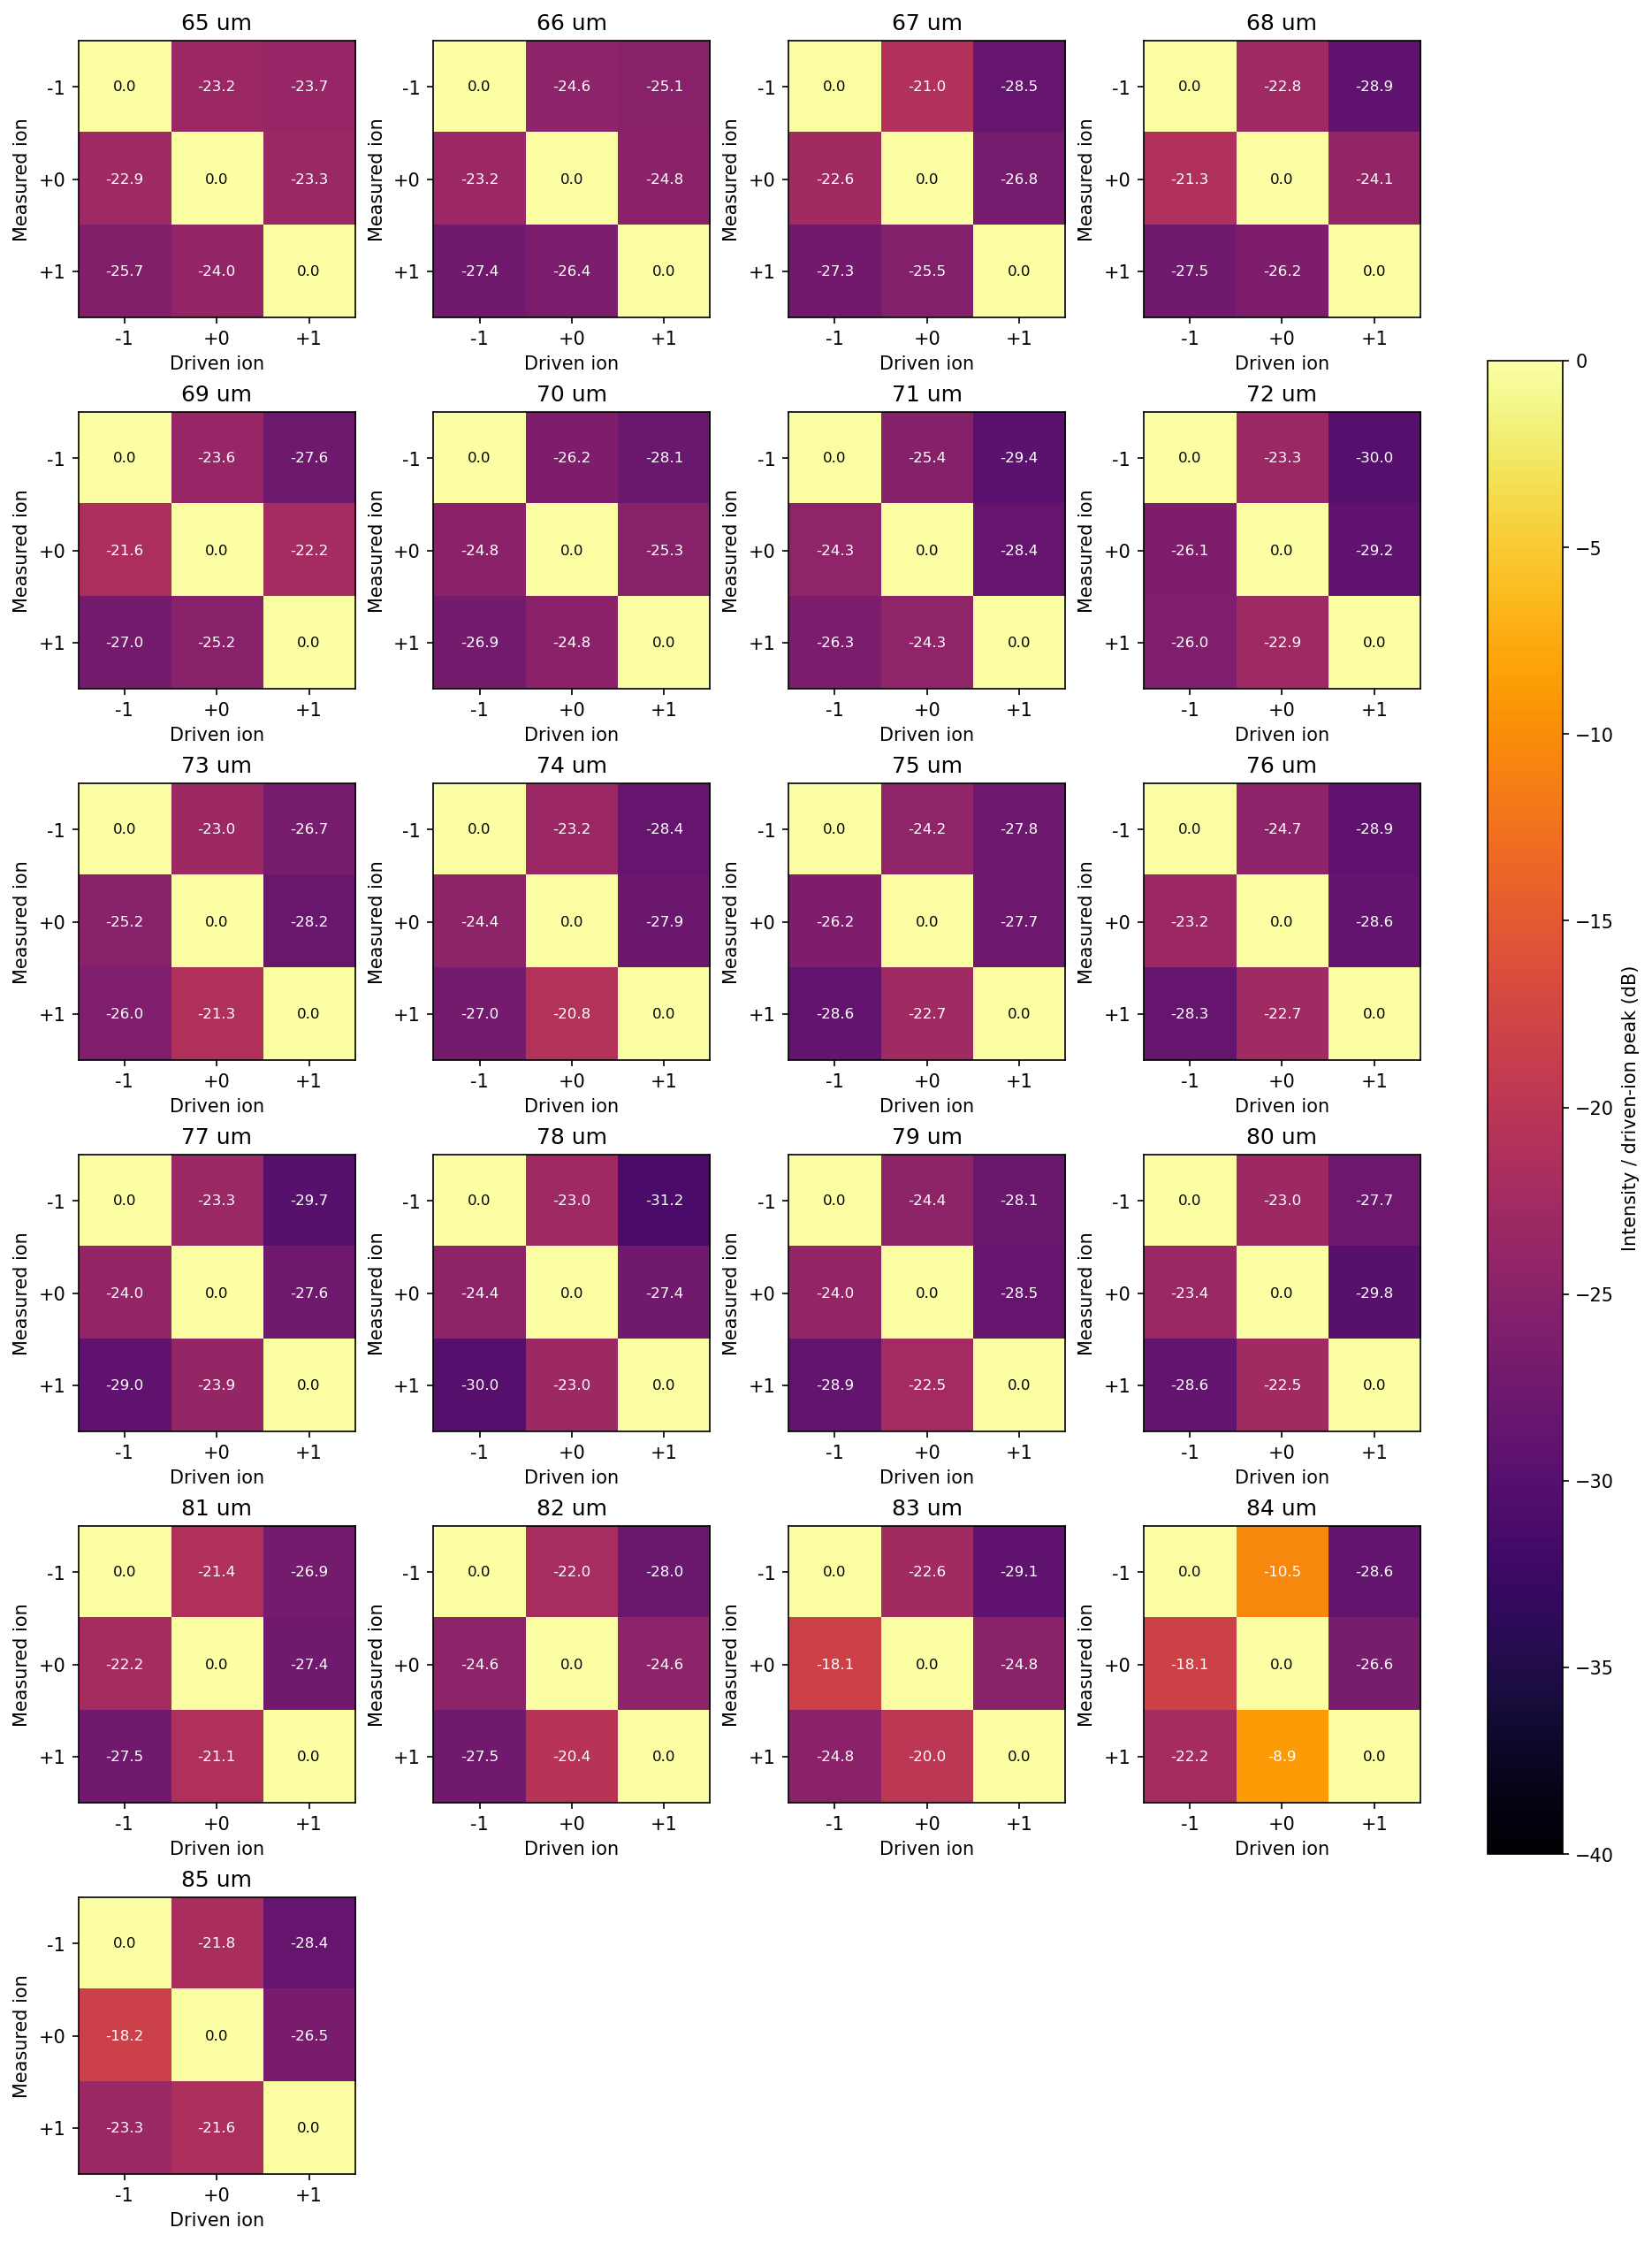 65 um 66 um 67 um 68 um
-1 0.0 -23.2 -23.7 -1 0.0 -24.6 -25.1 -1 0.0 -21.0 -28.5 -1 0.0 -22.8 -28.9
Measured ion +0 -22.9 0.0 -23.3 Measured ion +0 -23.2 0.0 -24.8 Measured ion +0 -22.6 0.0 -26.8 Measured ion +0 -21.3 0.0 -24.1
+1 -25.7 -24.0 0.0 +1 -27.4 -26.4 0.0 +1 -27.3 -25.5 0.0 +1 -27.5 -26.2 0.0
-1 +0 +1 -1 +0 +1 -1 +0 +1 -1 +0 +1
Driven ion Driven ion Driven ion Driven ion
69 um 70 um 71 um 72 um
-1 0.0 -23.6 -27.6 -1 0.0 -26.2 -28.1 -1 0.0 -25.4 -29.4 -1 0.0 -23.3 -30.0
Measured ion +0 -21.6 0.0 -22.2 Measured ion +0 -24.8 0.0 -25.3 Measured ion +0 -24.3 0.0 -28.4 Measured ion +0 -26.1 0.0 -29.2
+1 -27.0 -25.2 0.0 +1 -26.9 -24.8 0.0 +1 -26.3 -24.3 0.0 +1 -26.0 -22.9 0.0
-1 +0 +1 -1 +0 +1 -1 +0 +1 -1 +0 +1
Driven ion Driven ion Driven ion Driven ion
73 um 74 um 75 um 76 um
-1 0.0 -23.0 -26.7 -1 0.0 -23.2 -28.4 -1 0.0 -24.2 -27.8 -1 0.0 -24.7 -28.9
Measured ion +0 -25.2 0.0 -28.2 Measured ion +0 -24.4 0.0 -27.9 Measured ion +0 -26.2 0.0 -27.7 Measured ion +0 -23.2 0.0 -28.6
+1 -26.0 -21.3 0.0 +1 -27.0 -20.8 0.0 +1 -28.6 -22.7 0.0 +1 -28.3 -22.7 0.0
-1 +0 +1 -1 +0 +1 -1 +0 +1 -1 +0 +1
Driven ion Driven ion Driven ion Driven ion
77 um 78 um 79 um 80 um
-1 0.0 -23.3 -29.7 -1 0.0 -23.0 -31.2 -1 0.0 -24.4 -28.1 -1 0.0 -23.0 -27.7
Measured ion +0 -24.0 0.0 -27.6 Measured ion +0 -24.4 0.0 -27.4 Measured ion +0 -24.0 0.0 -28.5 Measured ion +0 -23.4 0.0 -29.8
+1 -29.0 -23.9 0.0 +1 -30.0 -23.0 0.0 +1 -28.9 -22.5 0.0 +1 -28.6 -22.5 0.0
-1 +0 +1 -1 +0 +1 -1 +0 +1 -1 +0 +1
Driven ion Driven ion Driven ion Driven ion
81 um 82 um 83 um 84 um
-1 0.0 -21.4 -26.9 -1 0.0 -22.0 -28.0 -1 0.0 -22.6 -29.1 -1 0.0 -10.5 -28.6
Measured ion +0 -22.2 0.0 -27.4 Measured ion +0 -24.6 0.0 -24.6 Measured ion +0 -18.1 0.0 -24.8 Measured ion +0 -18.1 0.0 -26.6
+1 -27.5 -21.1 0.0 +1 -27.5 -20.4 0.0 +1 -24.8 -20.0 0.0 +1 -22.2 -8.9 0.0
-1 +0 +1 -1 +0 +1 -1 +0 +1 -1 +0 +1
Driven ion Driven ion Driven ion Driven ion
85 um
-1 0.0 -21.8 -28.4
Measured ion +0 -18.2 0.0 -26.5
+1 -23.3 -21.6 0.0
-1 +0 +1
Driven ion
0
−5
−10
−15
−20
−25
−30
−35
−40
Intensity / driven-ion peak (dB)